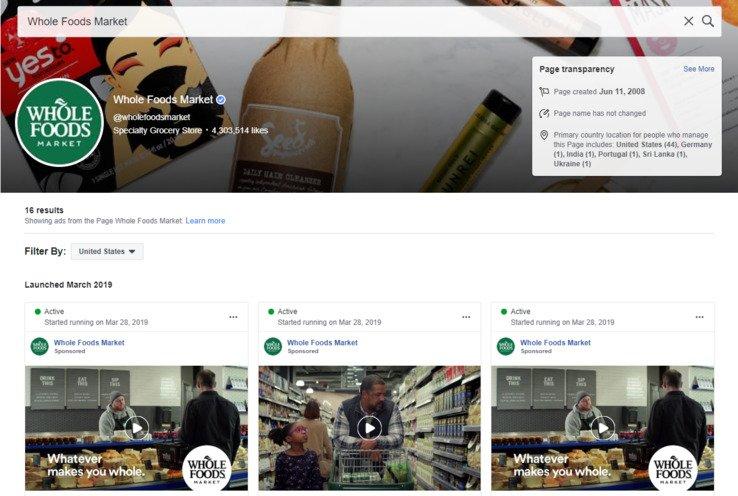 Whole Foods Market
yes
to
WHOLE
FOODS
MARKET
Whole Foods Market
@wholefoodsmarket
Specialty Grocery Store • 4,303,514 likes
Seed
DAILY HAIR CLEANSER
MASK
Page transparency
See More
Page created Jun 11, 2008
Page name has not changed
Primary country location for people who manage
this Page includes: United States (44), Germany
(1), India (1), Portugal (1), Sri Lanka (1),
Ukraine (1)
16 results
Showing ads from the Page Whole Foods Market. Learn more
Filter By: United States
Launched March 2019
Active
Started running on Mar 28, 2019
Whole Foods Market
Sponsored
DRINK THIS
EAT THIS
SIP THIS
Whatever
makes you whole.
WHOLE
FOODS
MARKET
Active
Started running on Mar 28, 2019
Whole Foods Market
Sponsored
Active
Started running on Mar 28, 2019
Whole Foods Market
Sponsored
DRINK THIS
EAT THIS
SIP THIS
Whatever
makes you whole.
WHOLE
FOODS
MARKET